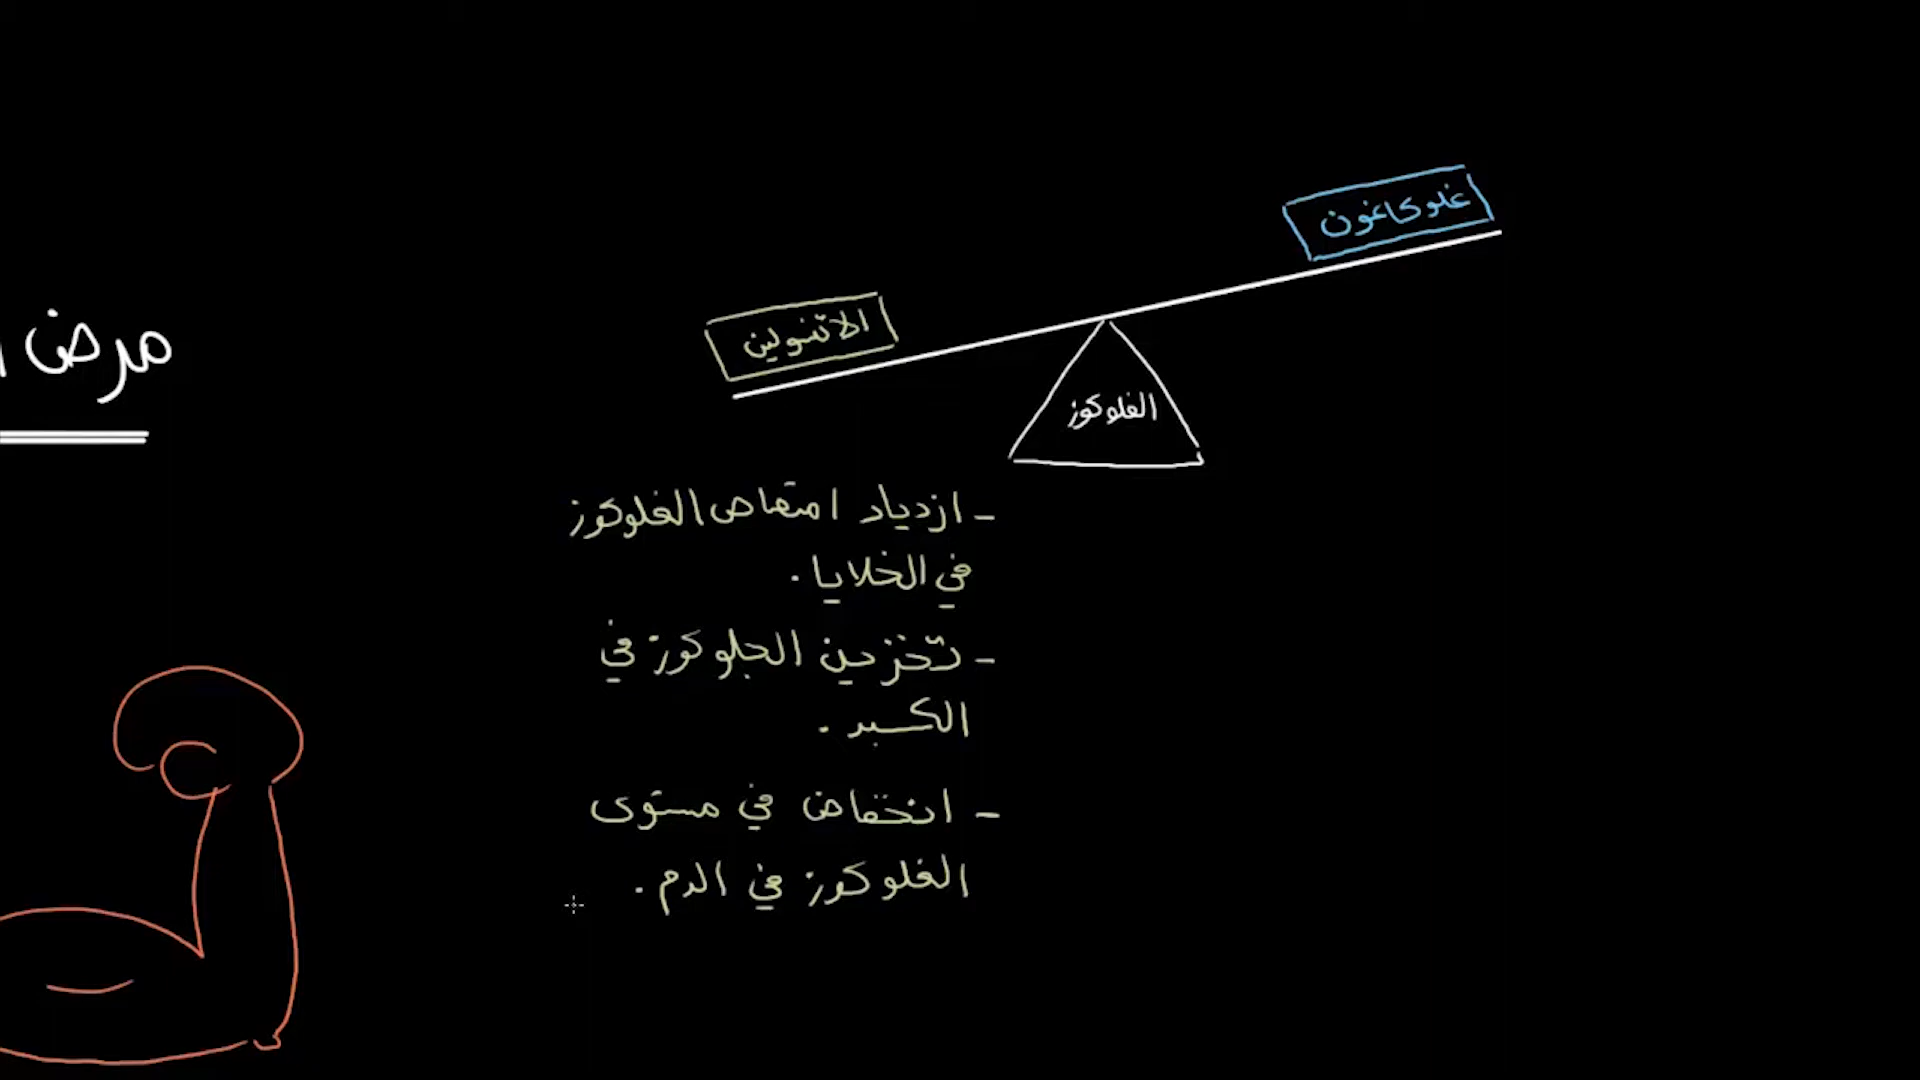 غلوكاغون
الانسولين
الغلوكوز
مرض ا
- ازدياد امتصاص الغلوكوز
في الخلايا .
- تخزين الجلوكوز في
الكبد .
- انخفاض في مستوى
الغلوكوز في الدم .